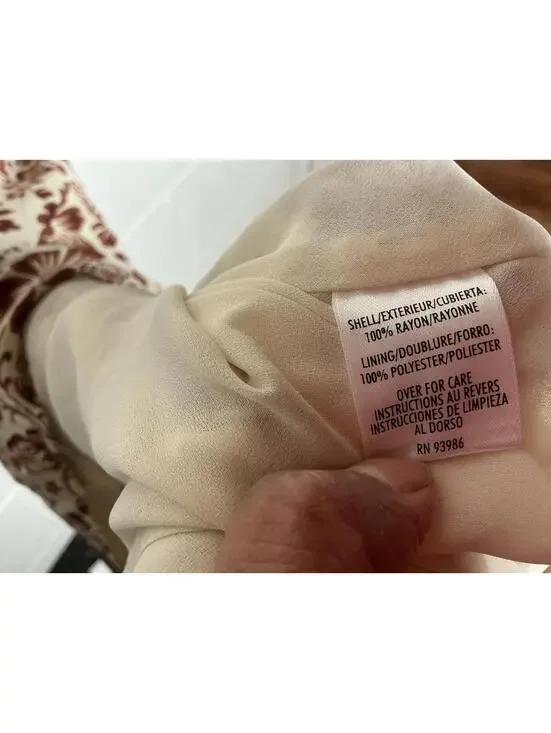 SHELL/EXTERIEUR/CUBIERTA:
100% RAYON/RAYONNE
LINING/DOUBLURE/FORRO:
100% POLYESTER/POLIESTER
OVER FOR CARE
INSTRUCTIONS AU REVERS
INSTRUCCIONES DE LIMPIEZA
AL DORSO
RN 93986